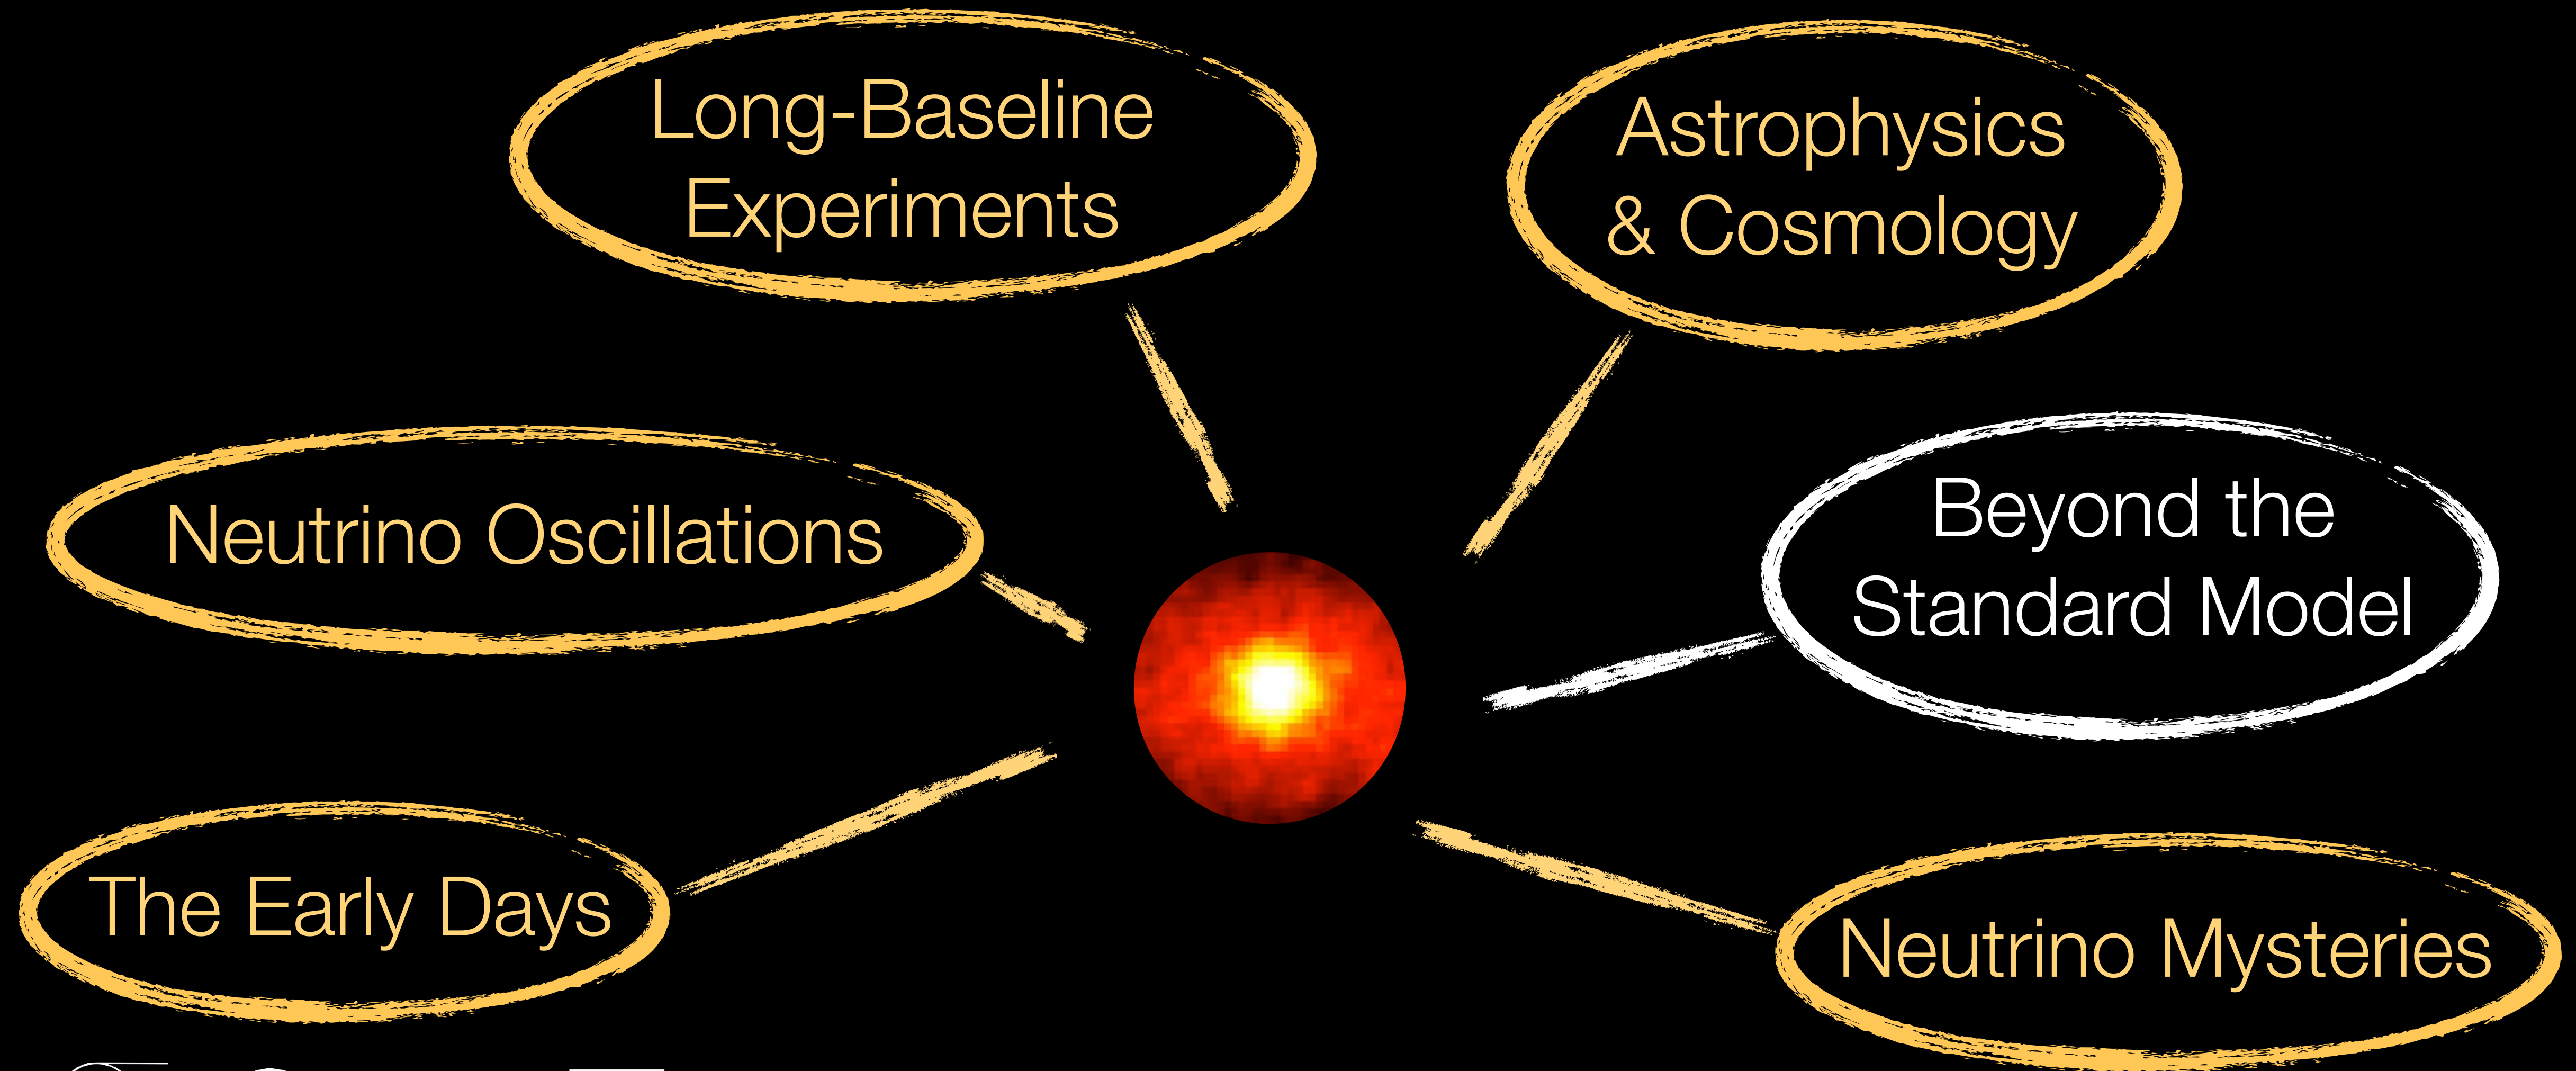 Long-Baseline
Experiments
Astrophysics
& Cosmology
Neutrino Oscillations
Beyond the
Standard Model
The Early Days
Neutrino Mysteries